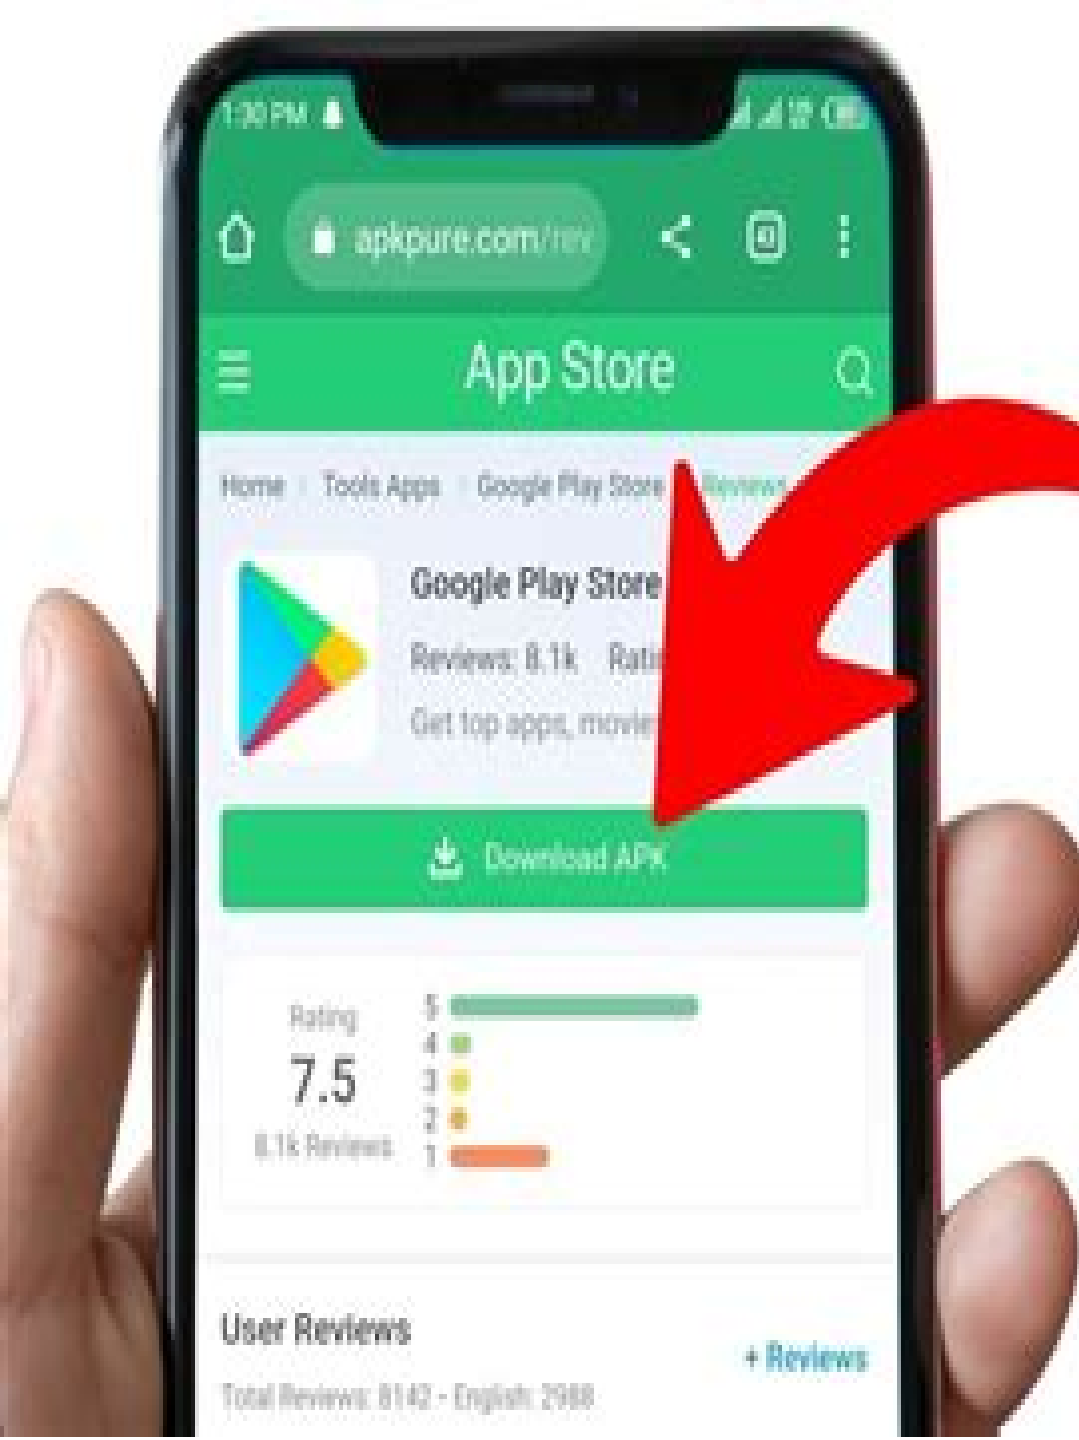 1:30 PM
apkpure.com/rev
App Store
Home Tools Apps Google Play Store Reviews
Google Play Store
Reviews: 8.1k Rati
Get top apps, movie
Download APK
Rating
7.5
8.1k Reviews
5
4
3
2
1
User Reviews
+ Reviews
Total Reviews: 8142 - English: 2988